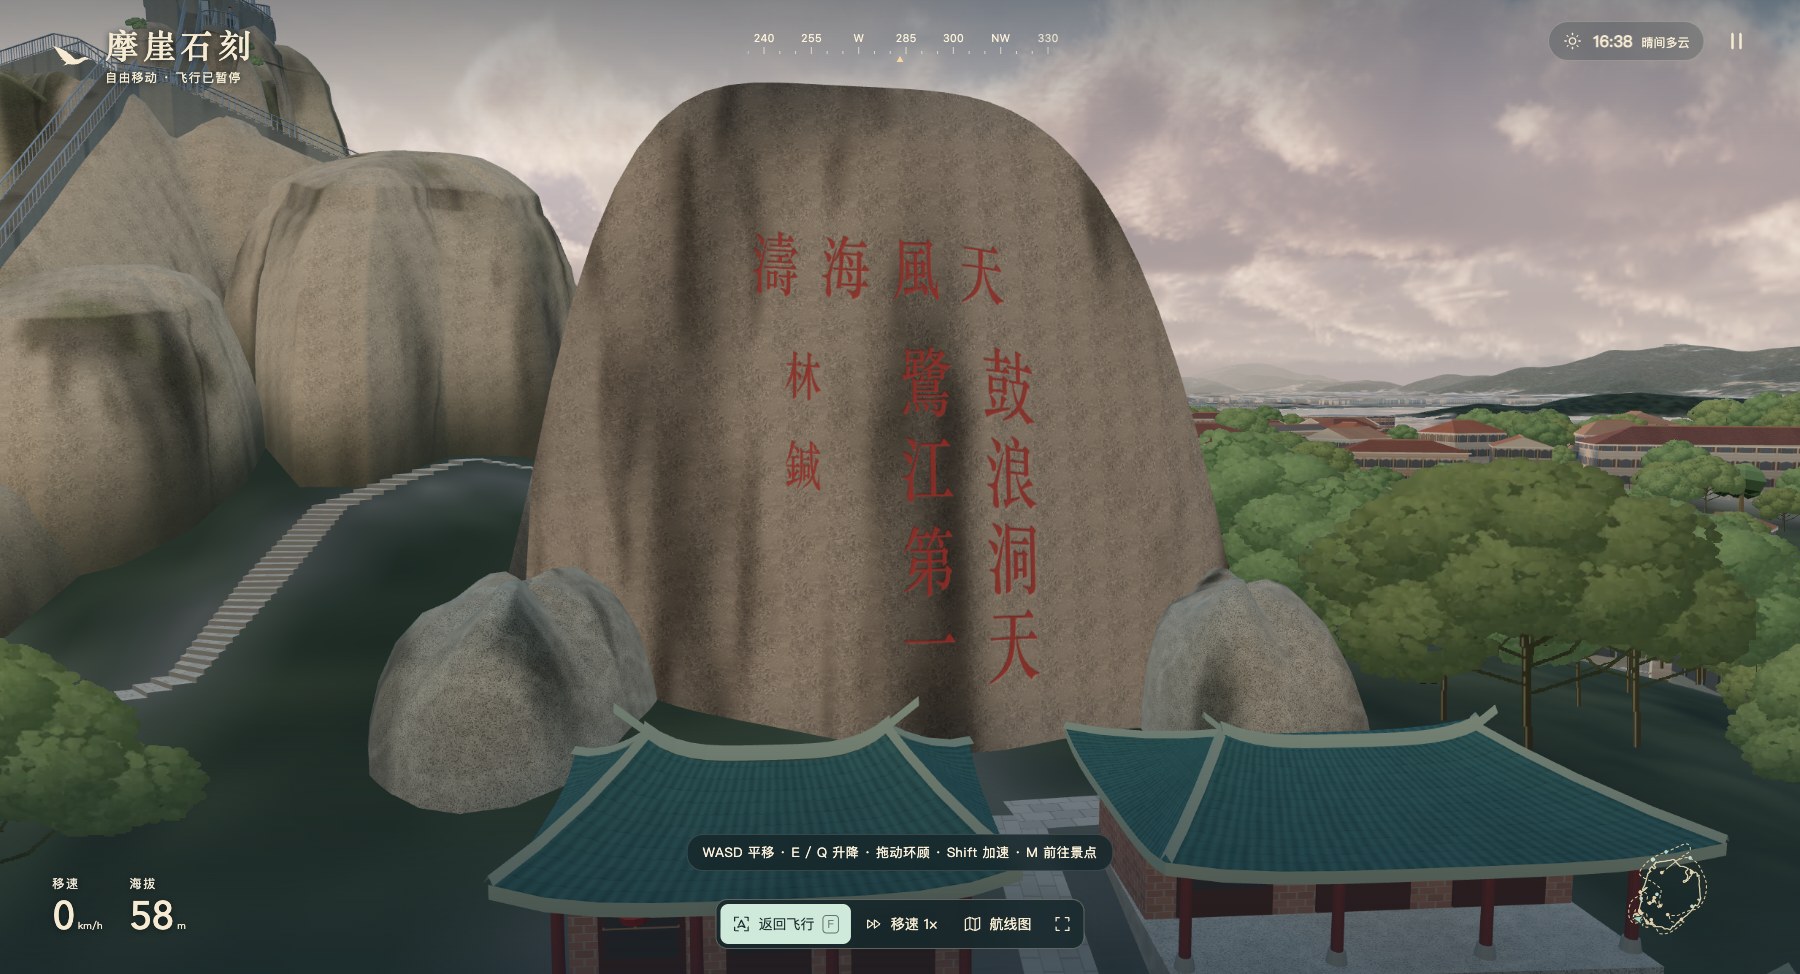 摩崖石刻
自由移动 · 飞行已暂停
240 255 W 285 300 NW 330
16:38 晴间多云
天風海濤
鼓浪洞天
鷺江第一
林鍼
WASD 平移 · E / Q 升降 · 拖动环顾 · Shift 加速 · M 前往景点
移速 海拔
0 km/h 58 m
返回飞行 F 移速 1x 航线图